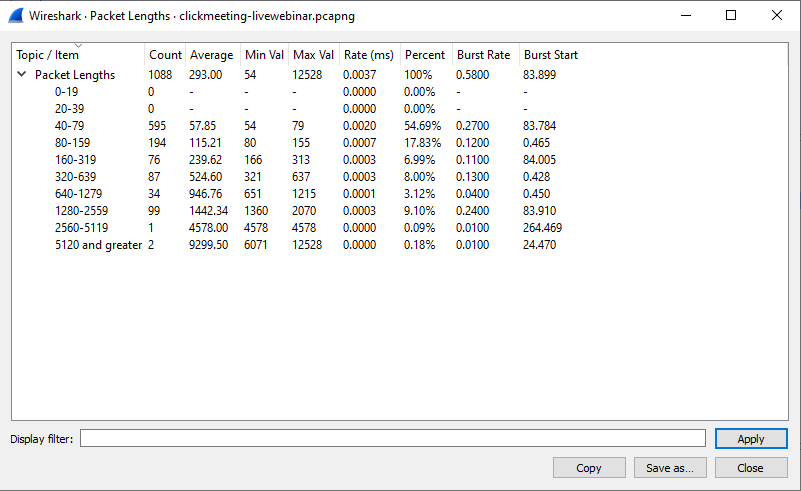 Wireshark · Packet Lengths · clickmeeting-livewebinar.pcapng
Topic / Item Count Average Min Val Max Val Rate (ms) Percent Burst Rate Burst Start
Packet Lengths 1088 293.00 54 12528 0.0037 100% 0.5800 83.899
0-19 0 - - - 0.0000 0.00% - -
20-39 0 - - - 0.0000 0.00% - -
40-79 595 57.85 54 79 0.0020 54.69% 0.2700 83.784
80-159 194 115.21 80 155 0.0007 17.83% 0.1200 0.465
160-319 76 239.62 166 313 0.0003 6.99% 0.1100 84.005
320-639 87 524.60 321 637 0.0003 8.00% 0.1300 0.428
640-1279 34 946.76 651 1215 0.0001 3.12% 0.0400 0.450
1280-2559 99 1442.34 1360 2070 0.0003 9.10% 0.2400 83.910
2560-5119 1 4578.00 4578 4578 0.0000 0.09% 0.0100 264.469
5120 and greater 2 9299.50 6071 12528 0.0000 0.18% 0.0100 24.470
Display filter: Apply
Copy Save as... Close